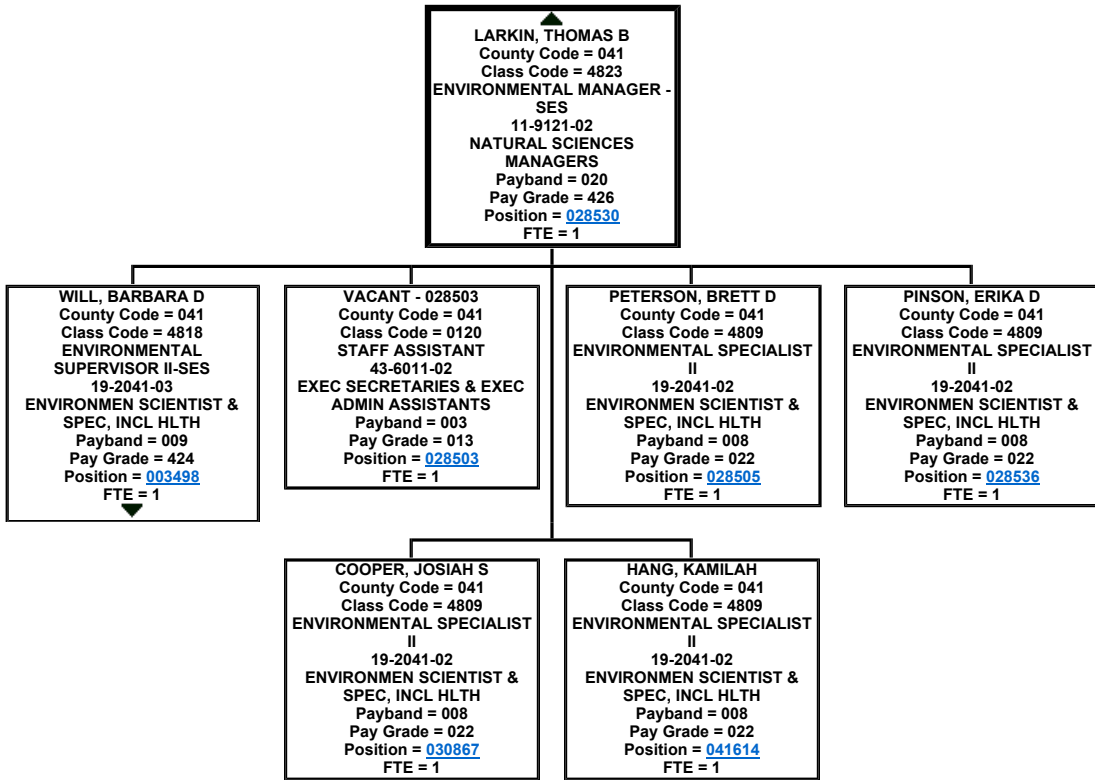 LARKIN, THOMAS B
County Code = 041
Class Code = 4823
ENVIRONMENTAL MANAGER -
SES
11-9121-02
NATURAL SCIENCES
MANAGERS
Payband = 020
Pay Grade = 426
Position = 028530
FTE = 1
WILL, BARBARA D
County Code = 041
Class Code = 4818
ENVIRONMENTAL
SUPERVISOR II-SES
19-2041-03
ENVIRONMEN SCIENTIST &
SPEC, INCL HLTH
Payband = 009
Pay Grade = 424
Position = 003498
FTE = 1
VACANT - 028503
County Code = 041
Class Code = 0120
STAFF ASSISTANT
43-6011-02
EXEC SECRETARIES & EXEC
ADMIN ASSISTANTS
Payband = 003
Pay Grade = 013
Position = 028503
FTE = 1
PETERSON, BRETT D
County Code = 041
Class Code = 4809
ENVIRONMENTAL SPECIALIST
II
19-2041-02
ENVIRONMEN SCIENTIST &
SPEC, INCL HLTH
Payband = 008
Pay Grade = 022
Position = 028505
FTE = 1
PINSON, ERIKA D
County Code = 041
Class Code = 4809
ENVIRONMENTAL SPECIALIST
II
19-2041-02
ENVIRONMEN SCIENTIST &
SPEC, INCL HLTH
Payband = 008
Pay Grade = 022
Position = 028536
FTE = 1
COOPER, JOSIAH S
County Code = 041
Class Code = 4809
ENVIRONMENTAL SPECIALIST
II
19-2041-02
ENVIRONMEN SCIENTIST &
SPEC, INCL HLTH
Payband = 008
Pay Grade = 022
Position = 030867
FTE = 1
HANG, KAMILAH
County Code = 041
Class Code = 4809
ENVIRONMENTAL SPECIALIST
II
19-2041-02
ENVIRONMEN SCIENTIST &
SPEC, INCL HLTH
Payband = 008
Pay Grade = 022
Position = 041614
FTE = 1